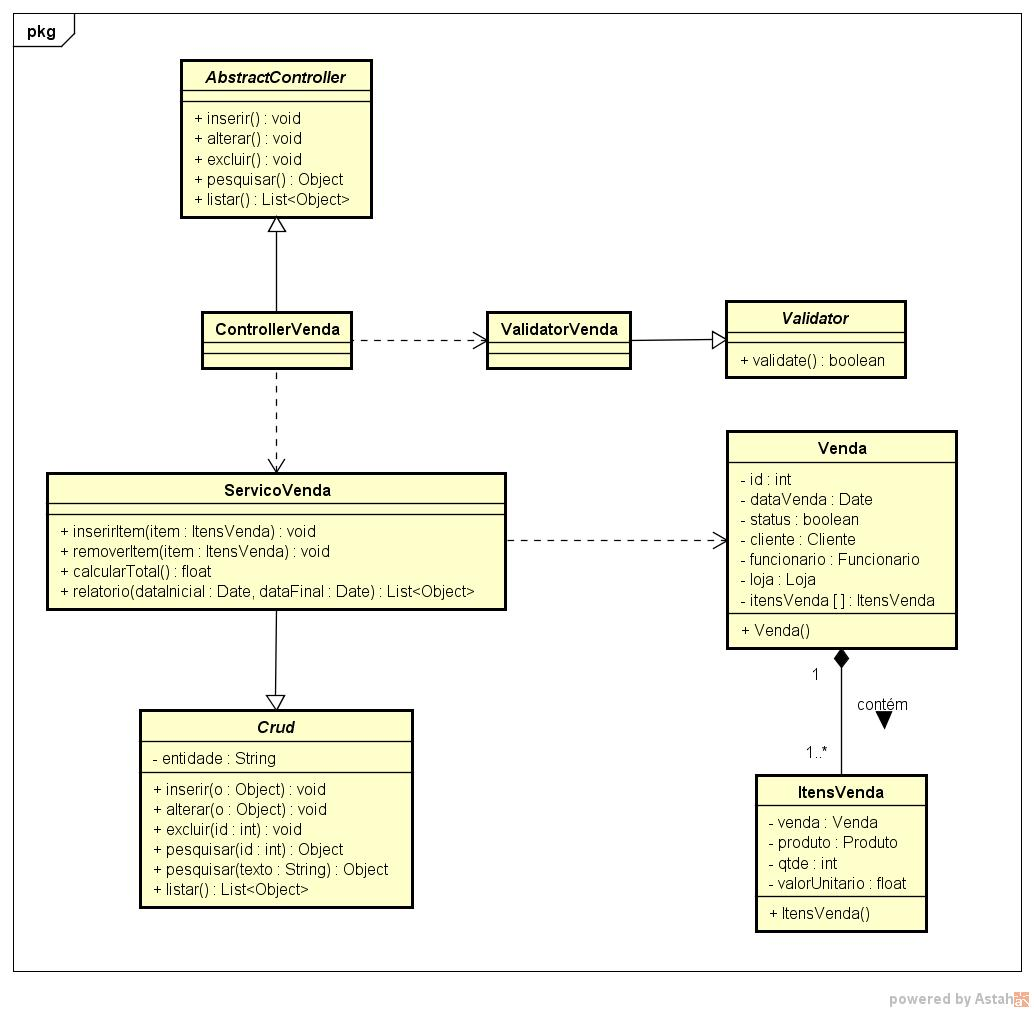 pkg
AbstractController
+ inserir() : void
+ alterar() : void
+ excluir() : void
+ pesquisar() : Object
+ listar() : List<Object>
ControllerVenda
ValidatorVenda
Validator
+ validate() : boolean
ServicoVenda
+ inserirItem(item : ItensVenda) : void
+ removerItem(item : ItensVenda) : void
+ calcularTotal() : float
+ relatorio(dataInicial : Date, dataFinal : Date) : List<Object>
Venda
- id : int
- dataVenda : Date
- status : boolean
- cliente : Cliente
- funcionario : Funcionario
- loja : Loja
- itensVenda [ ] : ItensVenda
+ Venda()
1
contém
1..*
Crud
- entidade : String
+ inserir(o : Object) : void
+ alterar(o : Object) : void
+ excluir(id : int) : void
+ pesquisar(id : int) : Object
+ pesquisar(texto : String) : Object
+ listar() : List<Object>
ItensVenda
- venda : Venda
- produto : Produto
- qtde : int
- valorUnitario : float
+ ItensVenda()
powered by Astah